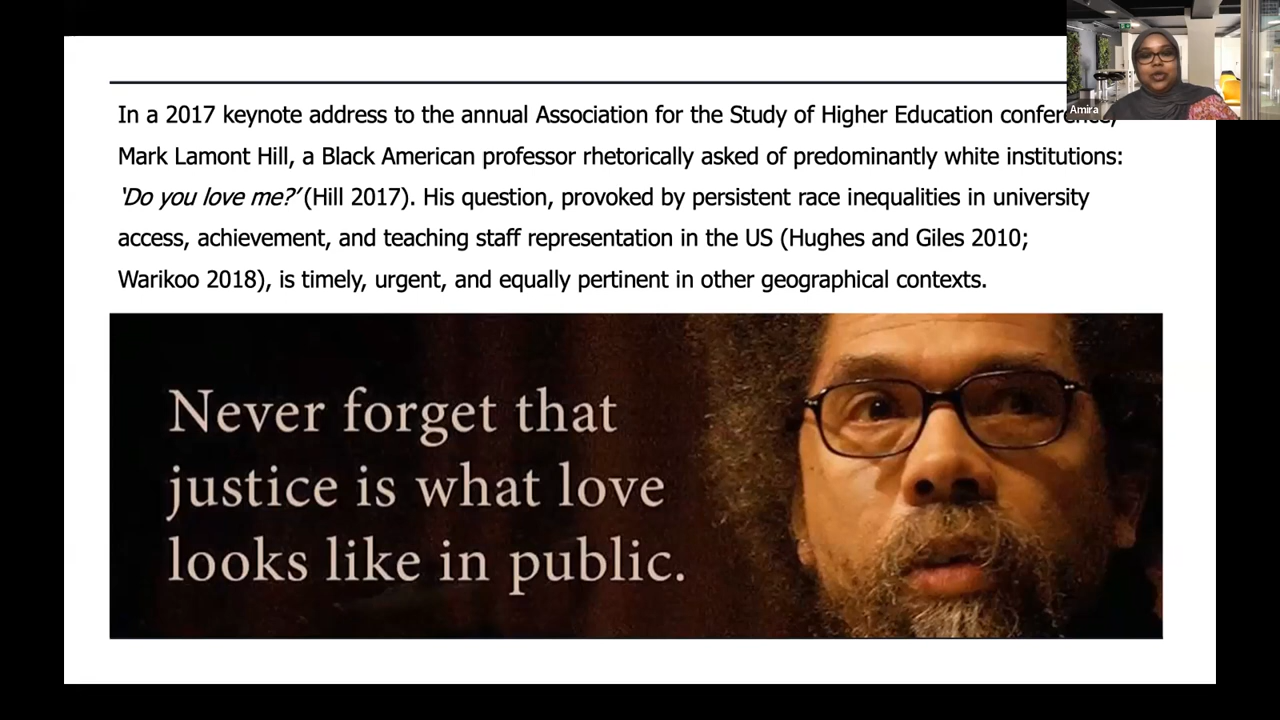 In a 2017 keynote address to the annual Association for the Study of Higher Education conference,
Mark Lamont Hill, a Black American professor rhetorically asked of predominantly white institutions:
‘Do you love me?’ (Hill 2017). His question, provoked by persistent race inequalities in university
access, achievement, and teaching staff representation in the US (Hughes and Giles 2010;
Warikoo 2018), is timely, urgent, and equally pertinent in other geographical contexts.
Never forget that
justice is what love
looks like in public.
Amira